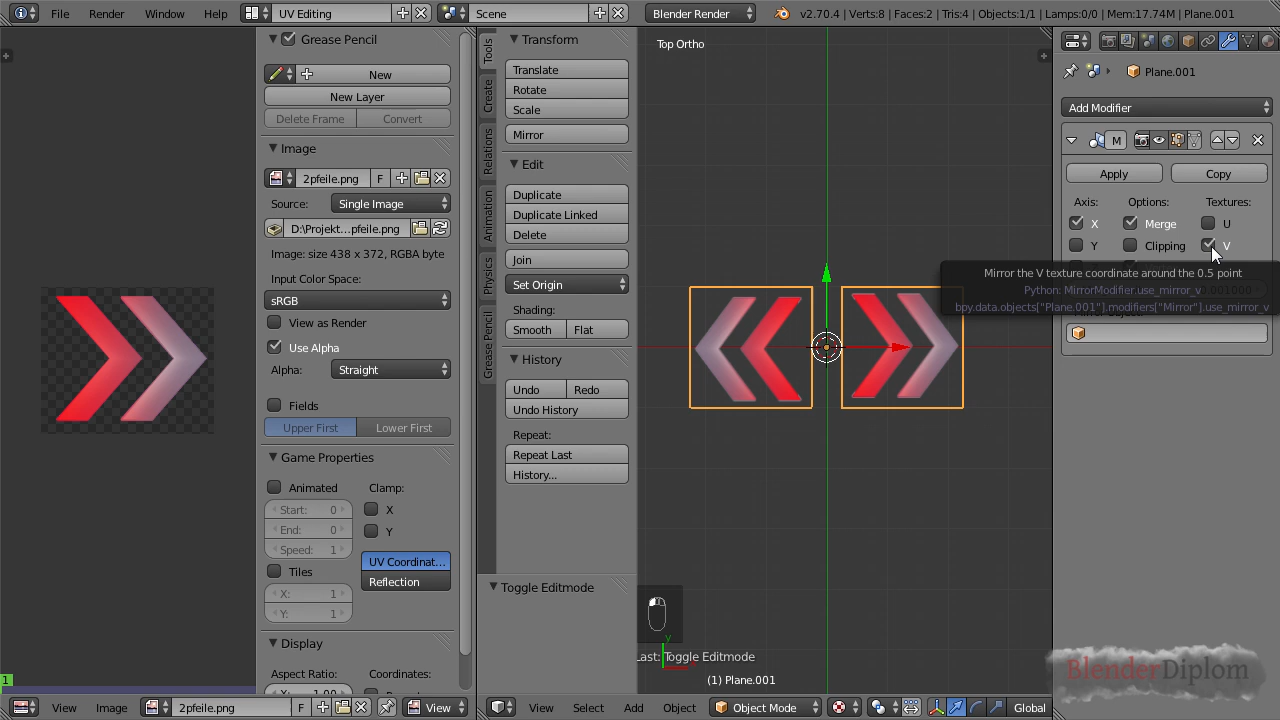 File Render Window Help UV Editing Scene Blender Render v2.70.4 | Verts:8 | Faces:2 | Tris:4 | Objects:1/1 | Lamps:0/0 | Mem:17.74M | Plane.001
Grease Pencil
New
New Layer
Delete Frame Convert
Image
2pfeile.png F
Source: Single Image
D:\Projekt...pfeile.png
Image: size 438 x 372, RGBA byte
Input Color Space:
sRGB
View as Render
Use Alpha
Alpha: Straight
Fields
Upper First Lower First
Game Properties
Animated Clamp:
Start: 0 X
End: 0 Y
Speed: 1
UV Coordinat...
Tiles Reflection
X: 1
Y: 1
Display
Aspect Ratio: Coordinates:
X: 1.00
Tools
Create
Relations
Animation
Physics
Grease Pencil
Transform
Translate
Rotate
Scale
Mirror
Edit
Duplicate
Duplicate Linked
Delete
Join
Set Origin
Shading:
Smooth Flat
History
Undo Redo
Undo History
Repeat:
Repeat Last
History...
Toggle Editmode
Top Ortho
y
Last: Toggle Editmode
(1) Plane.001
Plane.001
Add Modifier
M
Apply Copy
Axis: Options: Textures:
X Merge U
Y Clipping V
Mirror the V texture coordinate around the 0.5 point
Python: MirrorModifier.use_mirror_v
bpy.data.objects["Plane.001"].modifiers["Mirror"].use_mirror_v
BlenderDiplom
1
View Image 2pfeile.png F View View Select Add Object Object Mode Global